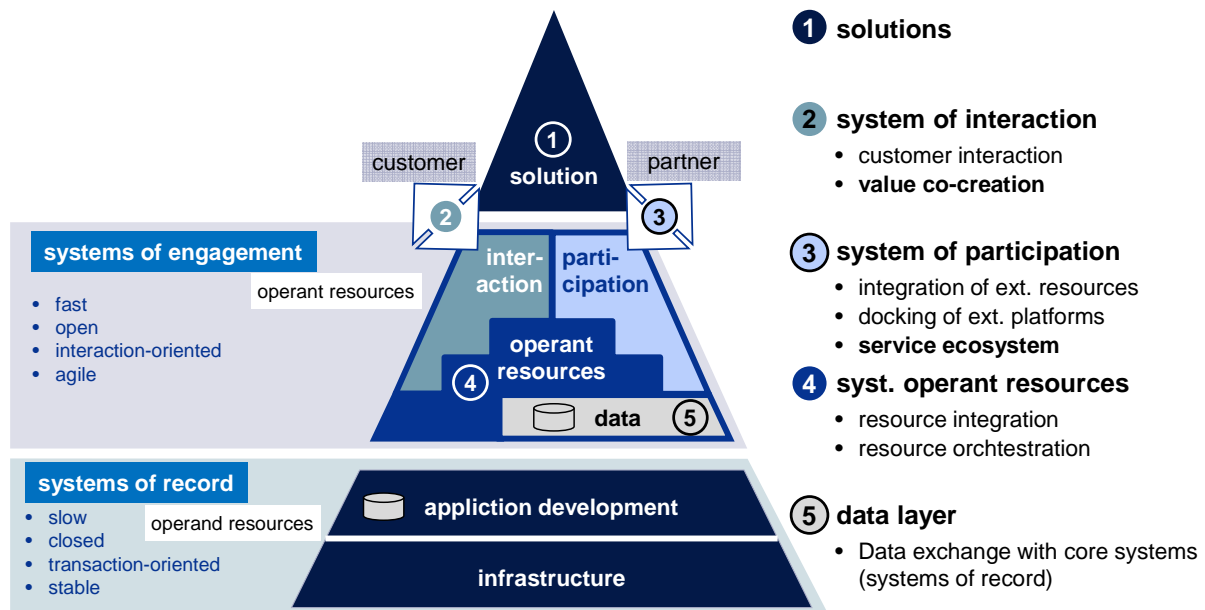 customer
partner
1
solution
2
3
systems of engagement
operant resources
• fast
• open
• interaction-oriented
• agile
inter-
action
parti-
cipation
operant
resources
4
data
5
systems of record
operand resources
• slow
• closed
• transaction-oriented
• stable
appliction development
infrastructure
1 solutions
2 system of interaction
• customer interaction
• value co-creation
3 system of participation
• integration of ext. resources
• docking of ext. platforms
• service ecosystem
4 syst. operant resources
• resource integration
• resource orchtestration
5 data layer
• Data exchange with core systems
(systems of record)